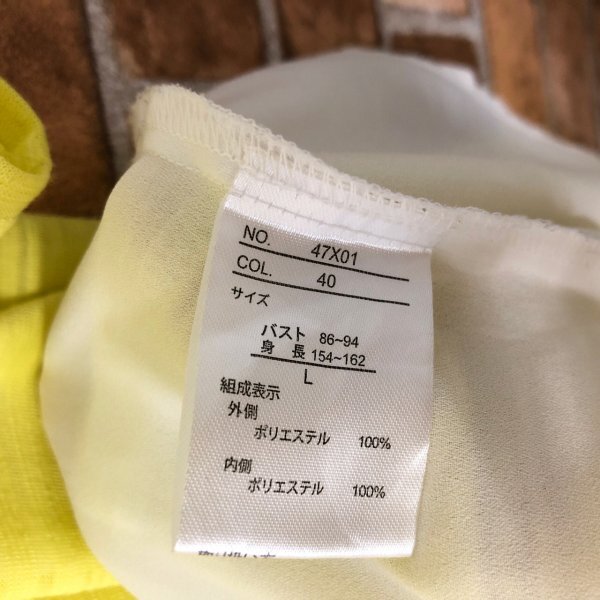 NO. 47X01
COL. 40
サイズ
バスト 86~94
身 長 154~162
L
組成表示
外側
ポリエステル 100%
内側
ポリエステル 100%